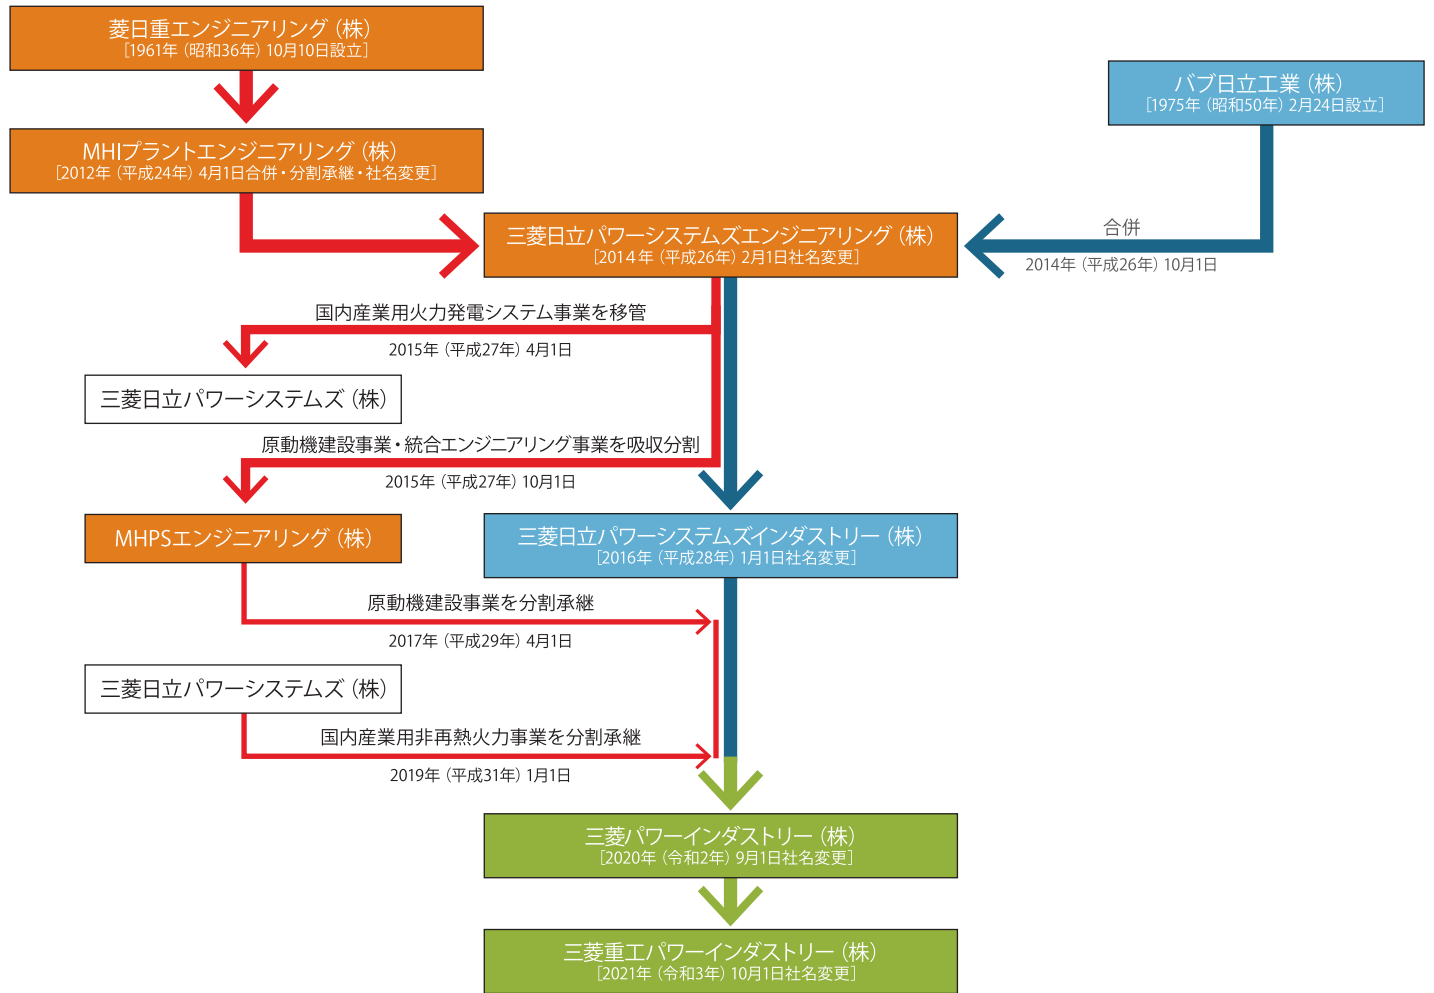 菱日重エンジニアリング（株）
［1961年（昭和36年）10月10日設立］
バブ日立工業（株）
［1975年（昭和50年）2月24日設立］
MHIプラントエンジニアリング（株）
［2012年（平成24年）4月1日合併・分割承継・社名変更］
三菱日立パワーシステムズエンジニアリング（株）
［2014年（平成26年）2月1日社名変更］
合併
2014年（平成26年）10月1日
国内産業用火力発電システム事業を移管
2015年（平成27年）4月1日
三菱日立パワーシステムズ（株）
原動機建設事業・統合エンジニアリング事業を吸収分割
2015年（平成27年）10月1日
MHPSエンジニアリング（株）
三菱日立パワーシステムズインダストリー（株）
［2016年（平成28年）1月1日社名変更］
原動機建設事業を分割承継
2017年（平成29年）4月1日
三菱日立パワーシステムズ（株）
国内産業用非再熱火力事業を分割承継
2019年（平成31年）1月1日
三菱パワーインダストリー（株）
［2020年（令和2年）9月1日社名変更］
三菱重工パワーインダストリー（株）
［2021年（令和3年）10月1日社名変更］